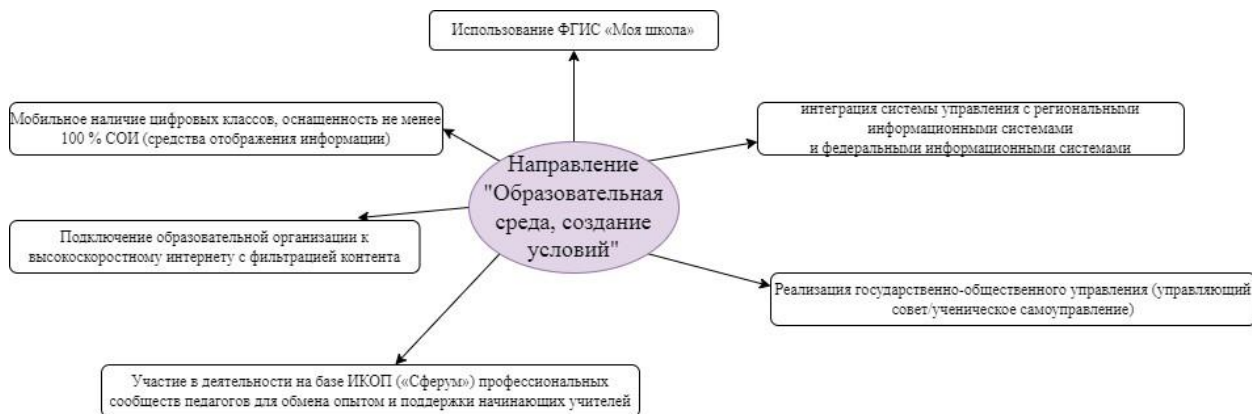 Использование ФГИС «Моя школа»
Мобильное наличие цифровых классов, оснащенность не менее
100 % СОИ (средства отображения информации)
интеграция системы управления с региональными
информационными системами
и федеральными информационными системами
Направление
"Образовательная
среда, создание
условий"
Подключение образовательной организации к
высокоскоростному интернету с фильтрацией контента
Реализация государственно-общественного управления (управляющий
совет/ученическое самоуправление)
Участие в деятельности на базе ИКОП («Сферум») профессиональных
сообществ педагогов для обмена опытом и поддержки начинающих учителей